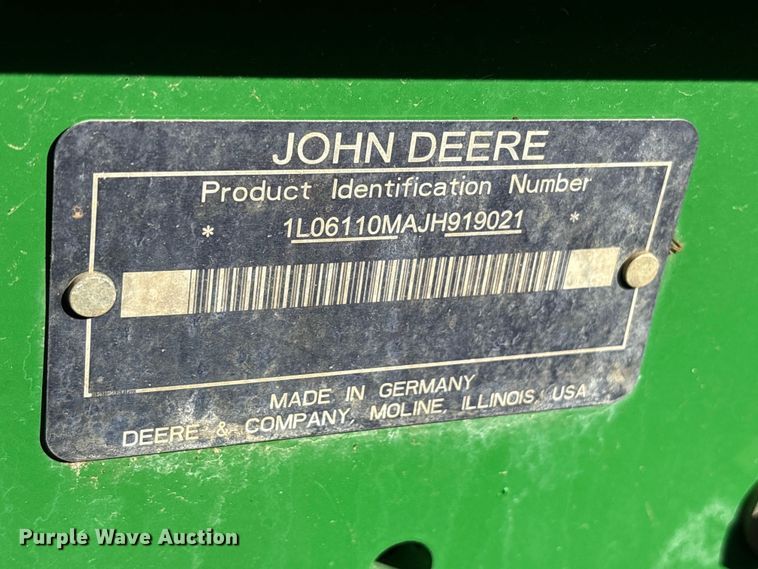 JOHN DEERE
Product Identification Number
* 1L06110MAJH919021 *
MADE IN GERMANY
DEERE & COMPANY, MOLINE, ILLINOIS, USA
Purple Wave Auction